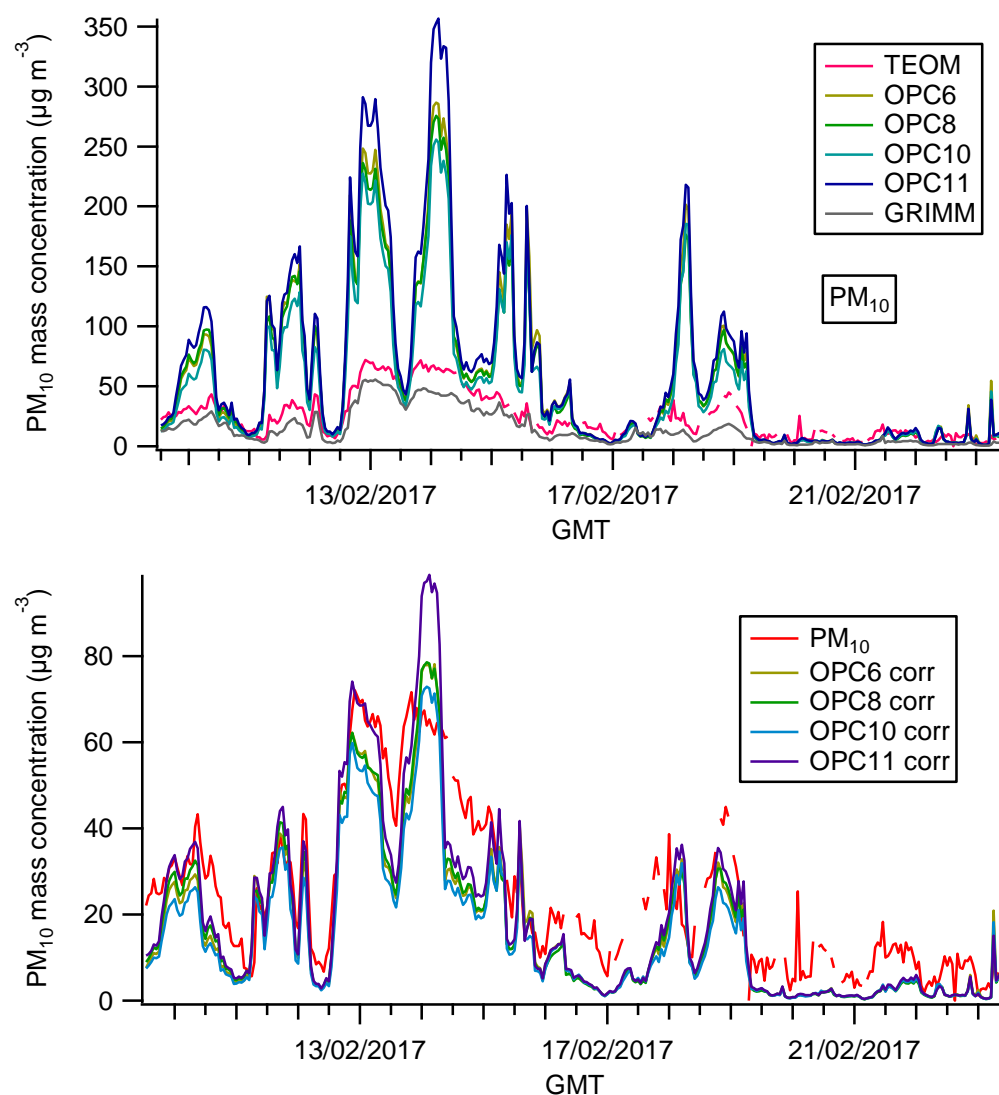 PM₁₀ mass concentration (µg m⁻³)
350
300
250
200
150
100
50
0
TEOM
OPC6
OPC8
OPC10
OPC11
GRIMM
PM₁₀
13/02/2017
17/02/2017
21/02/2017
GMT
PM₁₀ mass concentration (µg m⁻³)
80
60
40
20
0
PM₁₀
OPC6 corr
OPC8 corr
OPC10 corr
OPC11 corr
13/02/2017
17/02/2017
21/02/2017
GMT